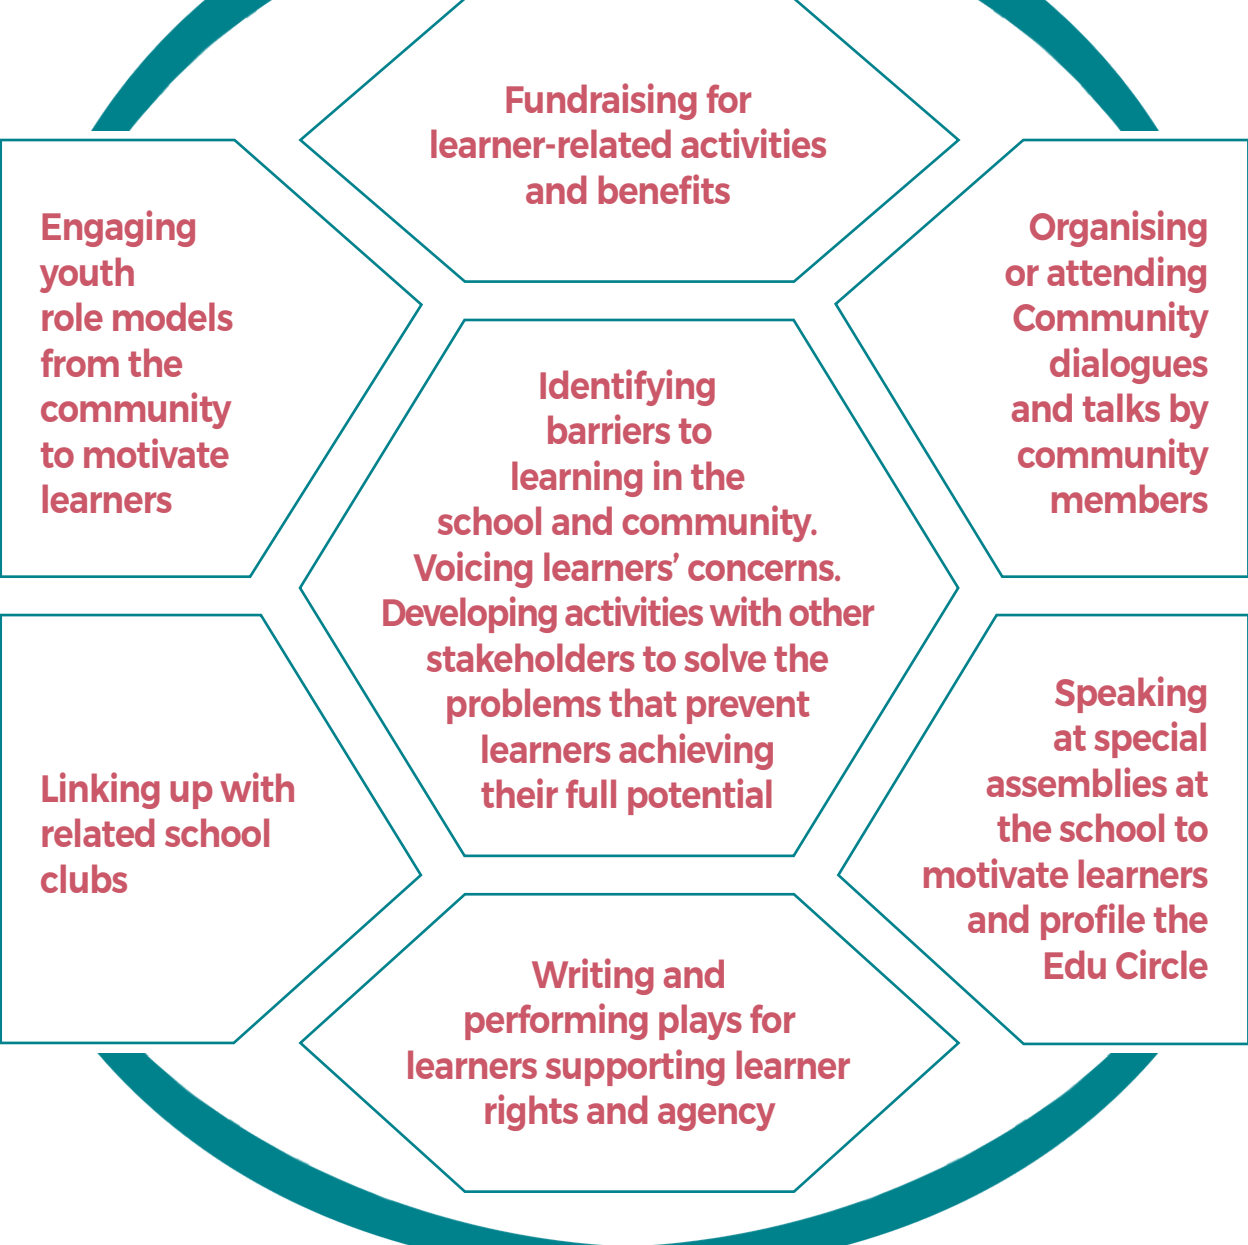 Fundraising for
learner-related activities
and benefits
Engaging
youth
role models
from the
community
to motivate
learners
Organising
or attending
Community
dialogues
and talks by
community
members
Identifying
barriers to
learning in the
school and community.
Voicing learners’ concerns.
Developing activities with other
stakeholders to solve the
problems that prevent
learners achieving
their full potential
Linking up with
related school
clubs
Speaking
at special
assemblies at
the school to
motivate learners
and profile the
Edu Circle
Writing and
performing plays for
learners supporting learner
rights and agency